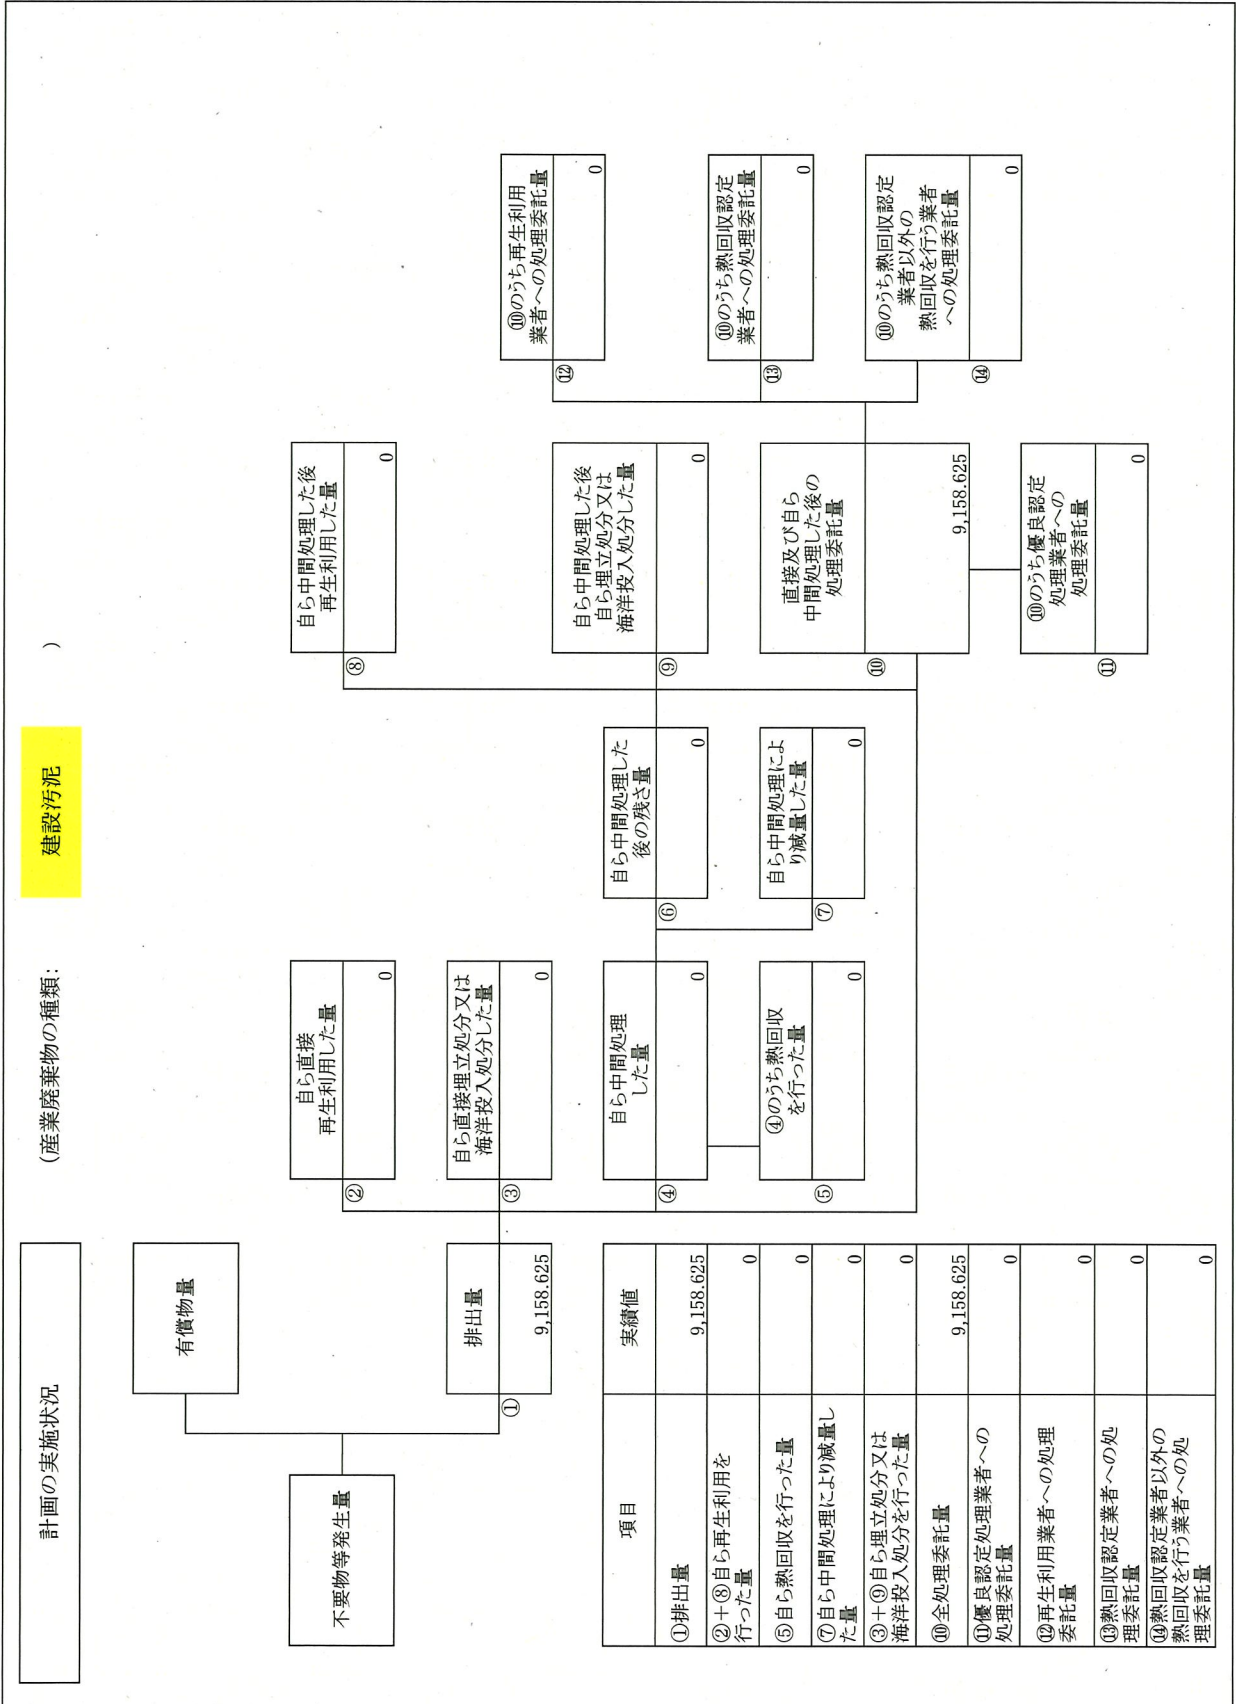 計画の実施状況
(産業廃棄物の種類:
建設汚泥
)
不要物等発生量
有償物量
①
排出量
9,158.625
②
自ら直接
再生利用した量
0
③
自ら直接埋立処分又は
海洋投入処分した量
0
④
自ら中間処理
した量
0
⑤
④のうち熱回収
を行った量
0
⑥
自ら中間処理した
後の残さ量
0
⑦
自ら中間処理によ
り減量した量
0
⑧
自ら中間処理した後
再生利用した量
0
⑨
自ら中間処理した後
自ら埋立処分又は
海洋投入処分した量
0
⑩
直接及び自ら
中間処理した後の
処理委託量
9,158.625
⑪
⑩のうち優良認定
処理業者への
処理委託量
0
⑫
⑩のうち再生利用
業者への処理委託量
0
⑬
⑩のうち熱回収認定
業者への処理委託量
0
⑭
⑩のうち熱回収認定
業者以外の
熱回収を行う業者
への処理委託量
0
項目
実績値
①排出量
9,158.625
②+⑧自ら再生利用を
行った量
0
⑤自ら熱回収を行った量
0
⑦自ら中間処理により減量し
た量
0
③+⑨自ら埋立処分又は
海洋投入処分を行った量
0
⑩全処理委託量
9,158.625
⑪優良認定処理業者への
処理委託量
0
⑫再生利用業者への処理
委託量
0
⑬熱回収認定業者への処
理委託量
0
⑭熱回収認定業者以外の
熱回収を行う業者への処
理委託量
0